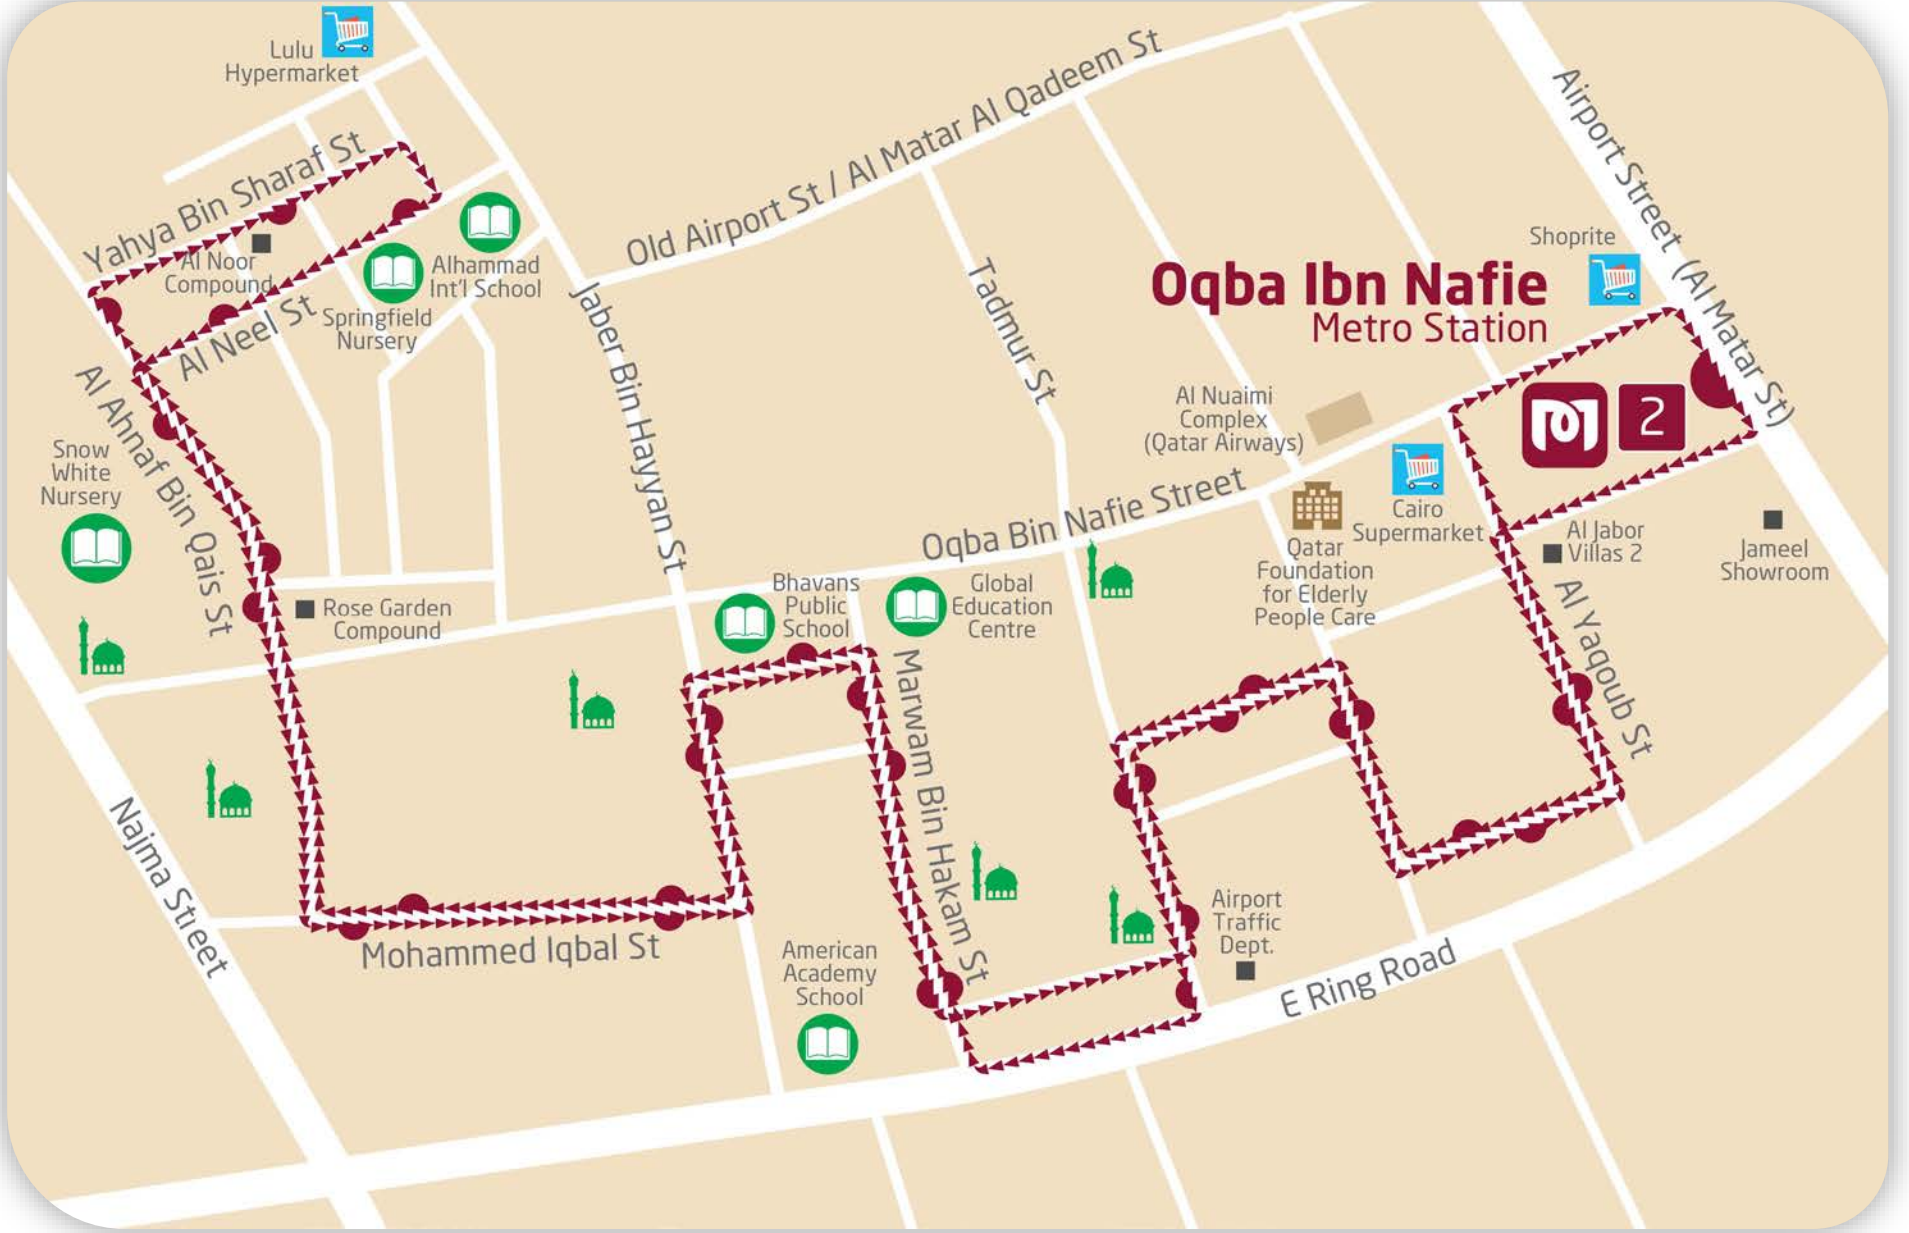 Lulu
Hypermarket
Yahya Bin Sharaf St
Al Noor
Compound
Al Neel St
Springfield
Nursery
Alhammad
Int'l School
Old Airport St / Al Matar Al Qadeem St
Airport Street (Al Matar St)
Shoprite
Oqba Ibn Nafie
Metro Station
2
Tadmur St
Jaber Bin Hayyan St
Al Ahnaf Bin Qais St
Snow
White
Nursery
Al Nuaimi
Complex
(Qatar Airways)
Oqba Bin Nafie Street
Cairo
Supermarket
Qatar
Foundation
for Elderly
People Care
Al Jabor
Villas 2
Jameel
Showroom
Al Yaqoub St
Rose Garden
Compound
Bhavans
Public
School
Global
Education
Centre
Marwam Bin Hakam St
Najma Street
Mohammed Iqbal St
American
Academy
School
Airport
Traffic
Dept.
E Ring Road